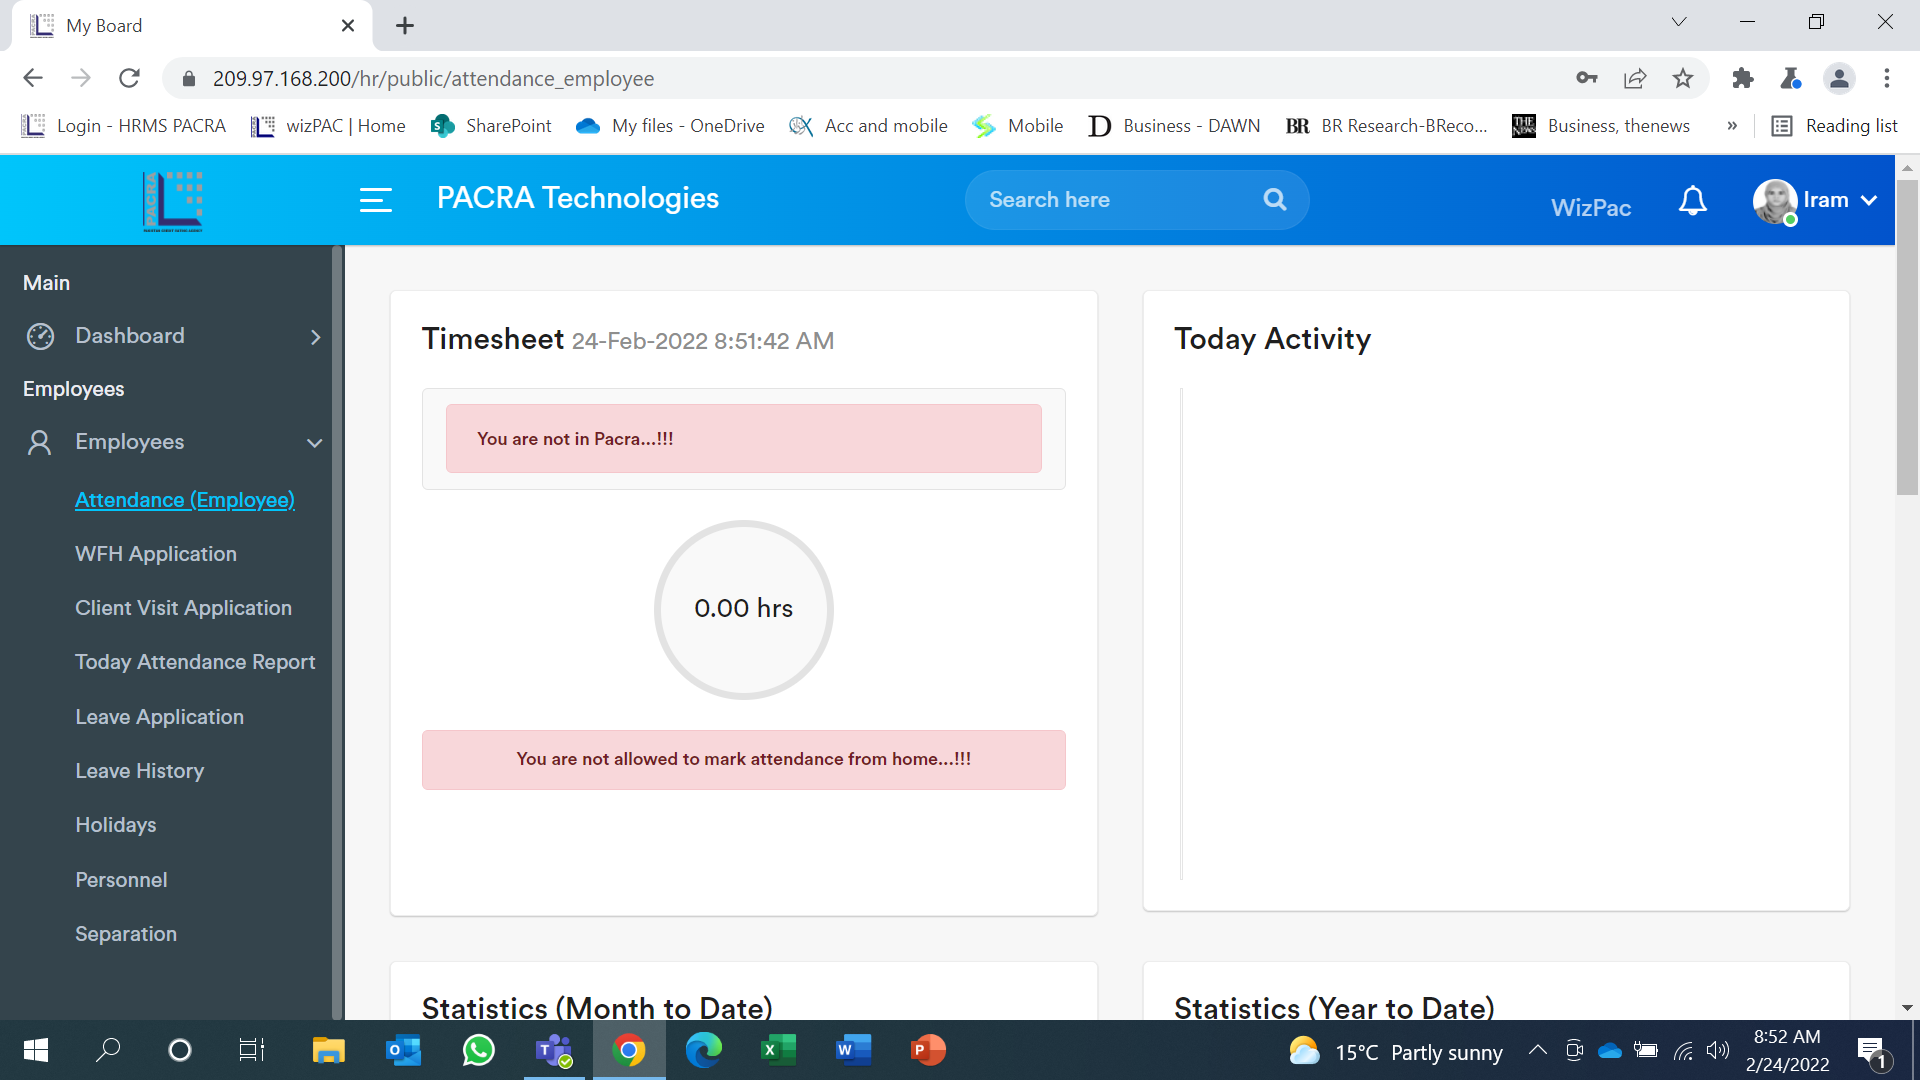 My Board
209.97.168.200/hr/public/attendance_employee
Login - HRMS PACRA
wizPAC | Home
SharePoint
My files - OneDrive
Acc and mobile
Mobile
D
Business - DAWN
BR
BR Research-BReco...
THE NEWS
Business, thenews
»
Reading list
PACRA
PACRA Technologies
Search here
WizPac
Iram
Main
Dashboard
Employees
Employees
Attendance (Employee)
WFH Application
Client Visit Application
Today Attendance Report
Leave Application
Leave History
Holidays
Personnel
Separation
Timesheet 24-Feb-2022 8:51:42 AM
You are not in Pacra...!!!
0.00 hrs
You are not allowed to mark attendance from home...!!!
Today Activity
Statistics (Month to Date)
Statistics (Year to Date)
15°C Partly sunny
8:52 AM
2/24/2022
1